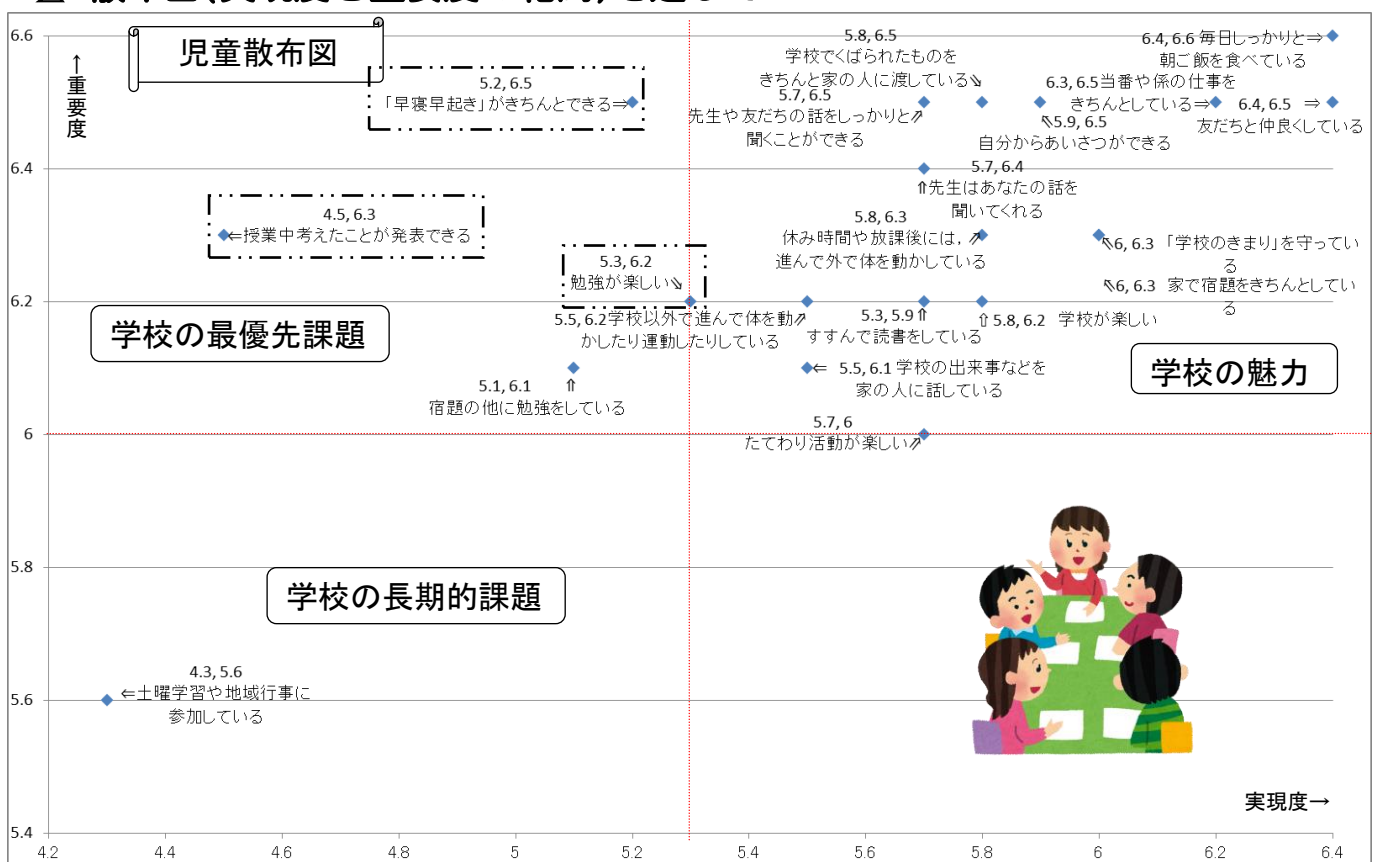 児童散布図
↑重要度
6.6
6.4
6.2
6
5.8
5.6
5.4
4.2
4.4
4.6
4.8
5
5.2
5.4
5.6
5.8
6
6.2
6.4
5.2, 6.5
「早寝早起き」がきちんとできる⇒
5.8, 6.5
学校でくばられたものを
きちんと家の人に渡している⇘
5.7, 6.5
先生や友だちの話をしっかりと⇗
聞くことができる
6.4, 6.6 毎日しっかりと⇒
朝ご飯を食べている
6.3, 6.5当番や係の仕事を
きちんとしている⇒
6.4, 6.5 ⇒
友だちと仲良くしている
⇖5.9, 6.5
自分からあいさつができる
5.7, 6.4
⇑先生はあなたの話を
聞いてくれる
4.5, 6.3
⇐授業中考えたことが発表できる
5.8, 6.3
休み時間や放課後には，⇗
進んで外で体を動かしている
⇖6, 6.3 「学校のきまり」を守ってい
る
⇖6, 6.3 家で宿題をきちんとしてい
る
5.3, 6.2
勉強が楽しい⇘
5.5, 6.2学校以外で進んで体を動⇗
かしたり運動したりしている
5.3, 5.9 ⇑
すすんで読書をしている
⇑ 5.8, 6.2 学校が楽しい
学校の最優先課題
学校の魅力
5.1, 6.1 ⇑
宿題の他に勉強をしている
⇐ 5.5, 6.1 学校の出来事などを
家の人に話している
5.7, 6
たてわり活動が楽しい⇗
学校の長期的課題
4.3, 5.6
⇐土曜学習や地域行事に
参加している
実現度→